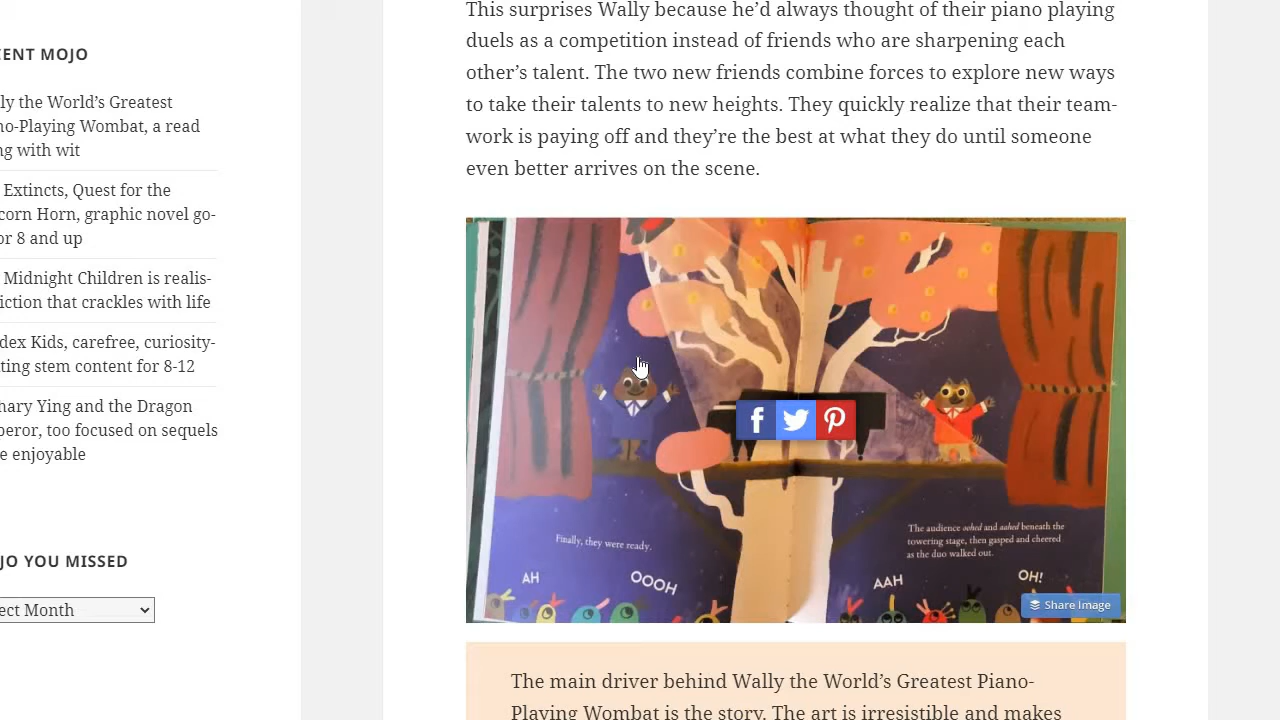 ENT MOJO
ly the World's Greatest
no-Playing Wombat, a read
ng with wit
Extincts, Quest for the
corn Horn, graphic novel go-
or 8 and up
Midnight Children is realis-
iction that crackles with life
dex Kids, carefree, curiosity-
ting stem content for 8-12
hary Ying and the Dragon
peror, too focused on sequels
e enjoyable
JO YOU MISSED
ect Month
This surprises Wally because he’d always thought of their piano playing
duels as a competition instead of friends who are sharpening each
other’s talent. The two new friends combine forces to explore new ways
to take their talents to new heights. They quickly realize that their team-
work is paying off and they’re the best at what they do until someone
even better arrives on the scene.
Finally, they were ready.
The audience oohed and aahed beneath the
towering stage, then gasped and cheered
as the duo walked out.
AH
OOOH
AAH
OH!
Share Image
The main driver behind Wally the World’s Greatest Piano-
Playing Wombat is the story. The art is irresistible and makes